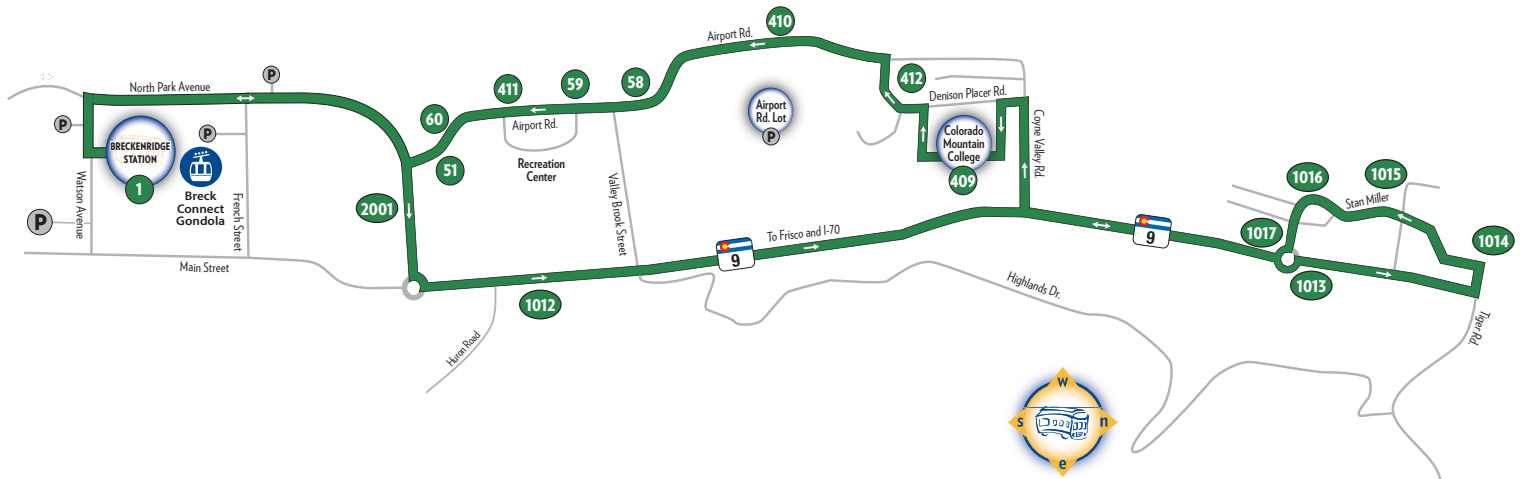 410
Airport Rd.
P
North Park Avenue
411
59
58
412
Denison Placer Rd.
P
P
BRECKENRIDGE
STATION
1
Breck
Connect
Gondola
60
Airport Rd.
51
Recreation
Center
Airport
Rd. Lot
P
Colorado
Mountain
College
409
Coyne Valley Rd.
Watson Avenue
P
French Street
2001
Valley Brook Street
Main Street
To Frisco and I-70
9
9
1012
Huron Road
Highlands Dr.
1016
1015
Stan Miller
1017
1014
1013
Tiger Rd.
w
s
n
e